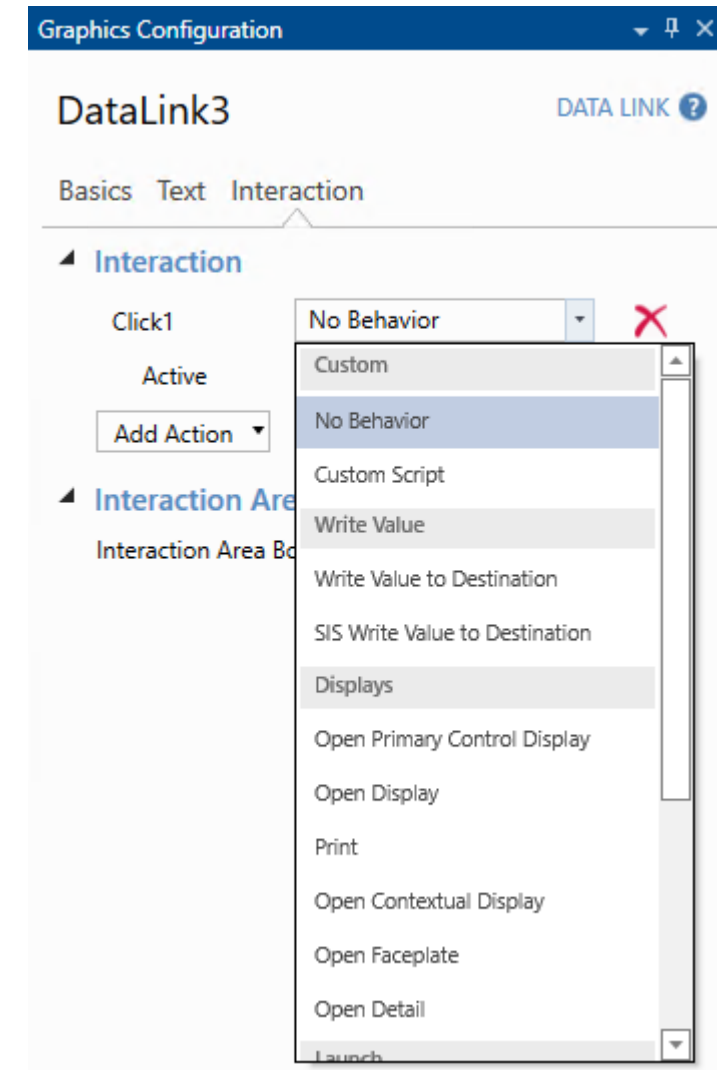 Graphics Configuration
DataLink3
DATA LINK ?
Basics Text Interaction
Interaction
Click1 No Behavior
Active
Add Action
Custom
No Behavior
Custom Script
Write Value
Write Value to Destination
SIS Write Value to Destination
Displays
Open Primary Control Display
Open Display
Print
Open Contextual Display
Open Faceplate
Open Detail
Launch
Interaction Are
Interaction Area Bo